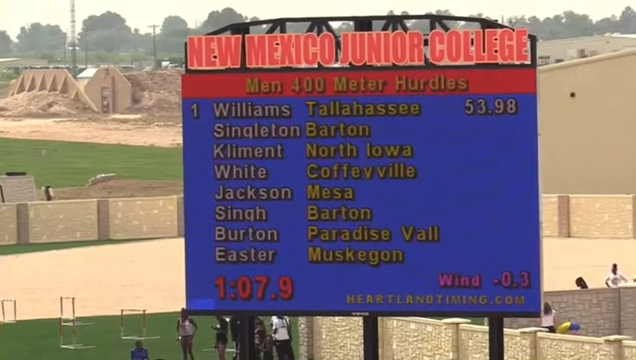 NEW MEXICO JUNIOR COLLEGE
Men 400 Meter Hurdles
1 Williams Tallahassee 53.98
Singleton Barton
Kliment North Iowa
White Coffeyville
Jackson Mesa
Singh Barton
Burton Paradise Vall
Easter Muskegon
1:07.9 Wind -0.3
HEARTLANDTIMING.COM